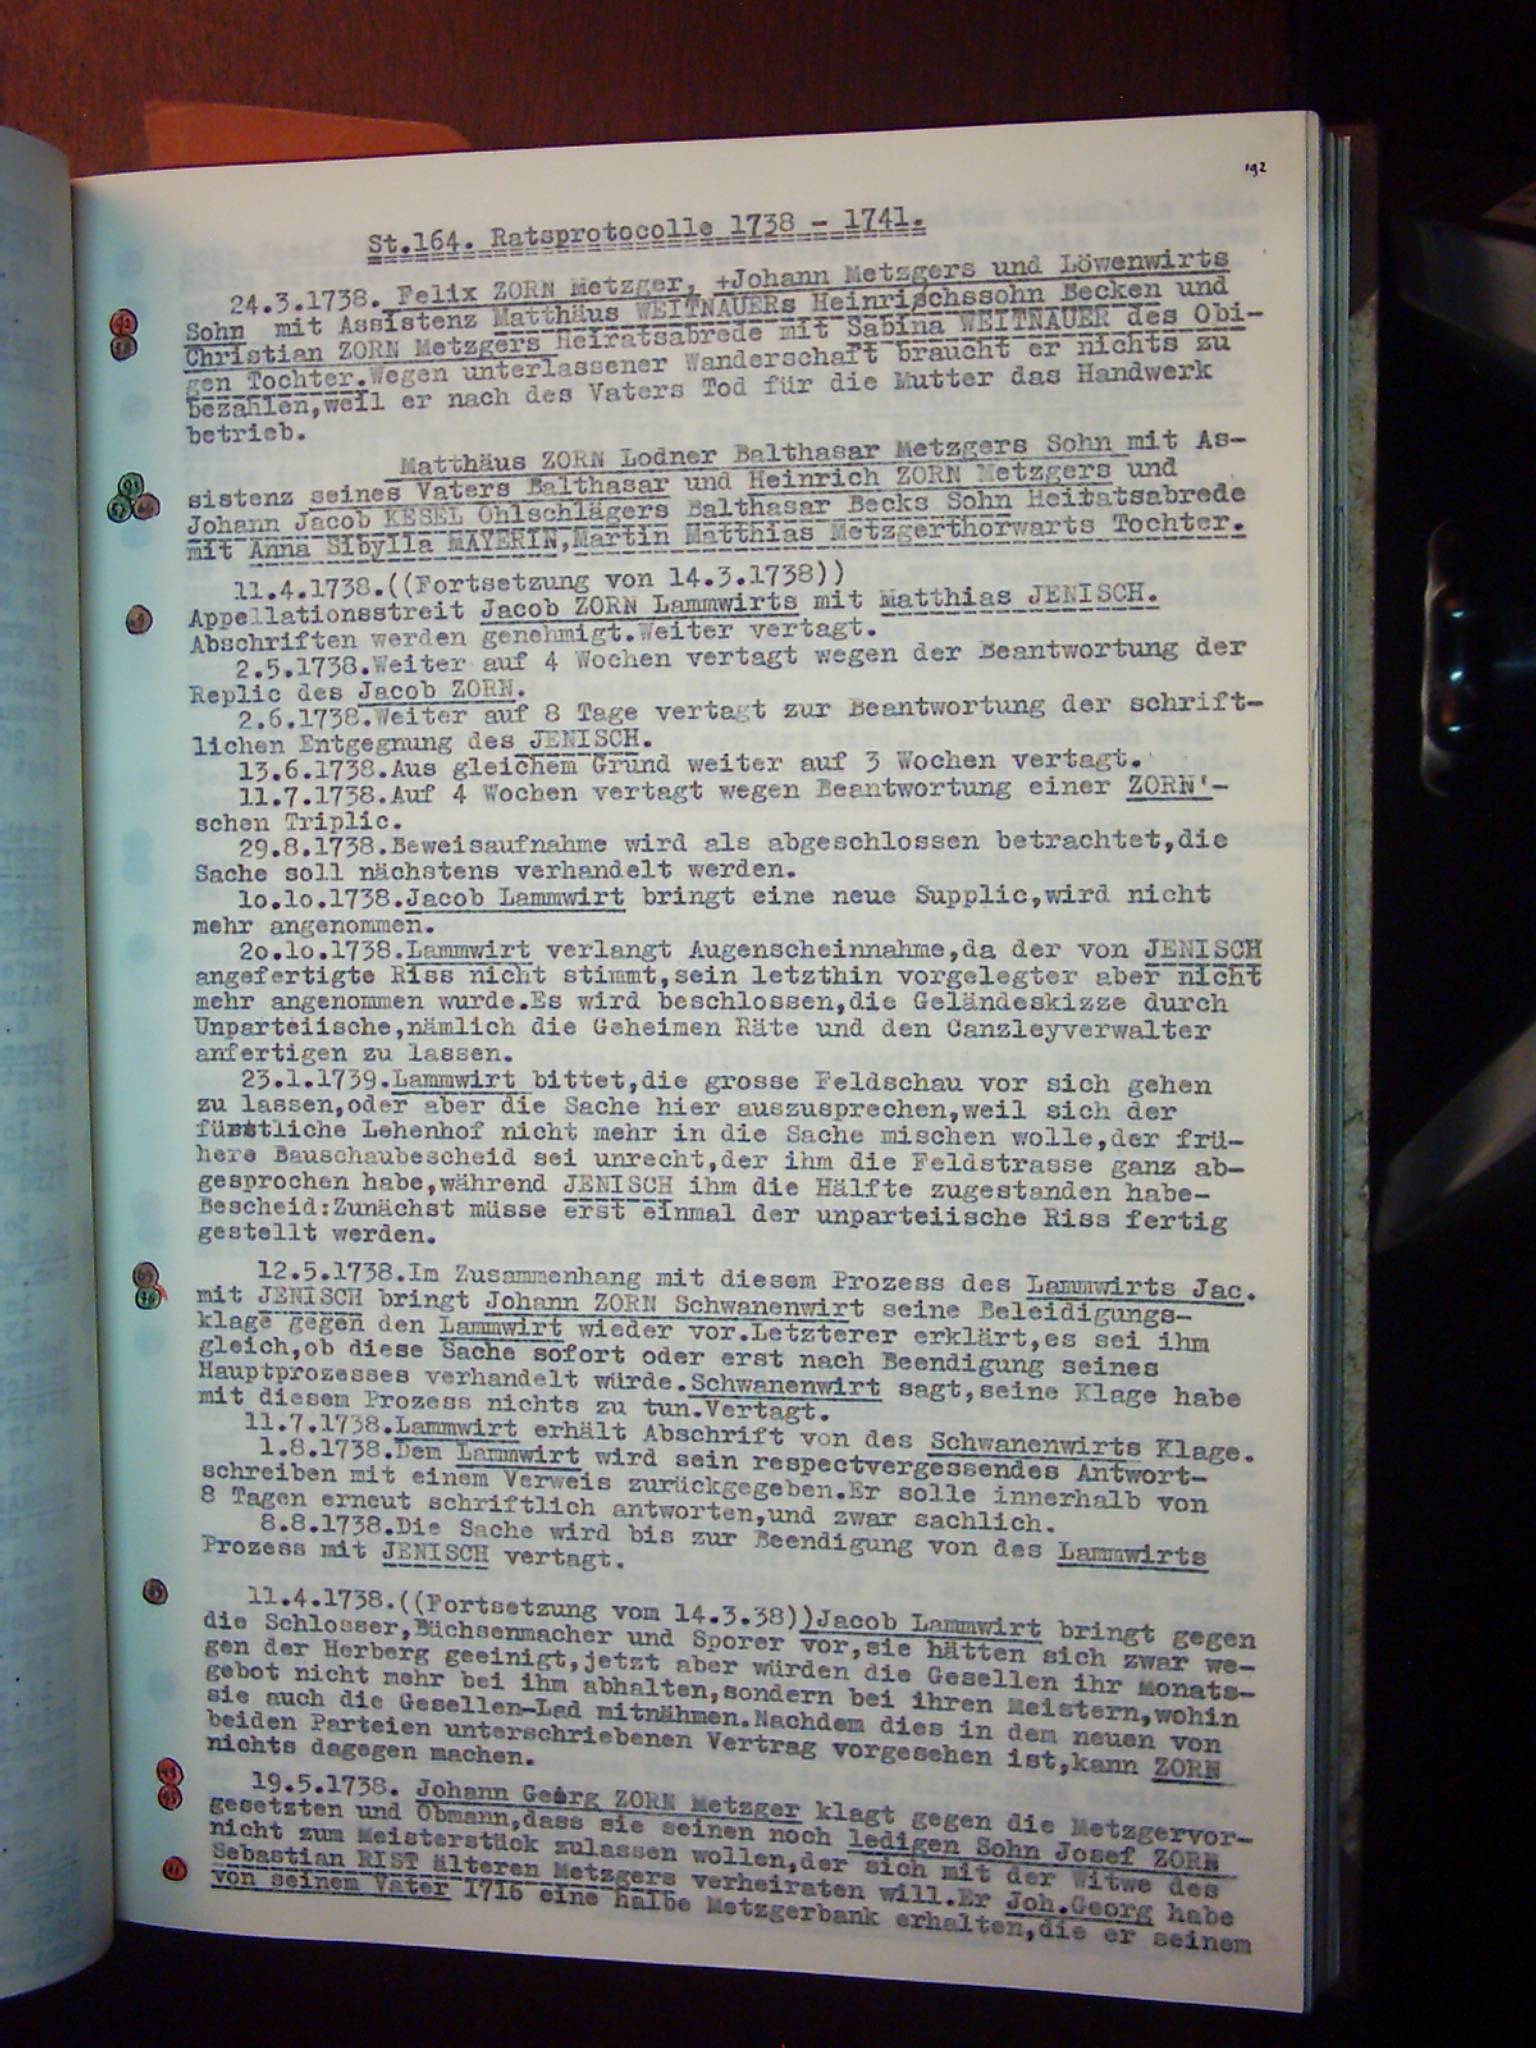 192
St.164. Ratsprotocolle 1738 - 1741.
24.3.1738. Felix ZORN Metzger, +Johann Metzgers und Löwenwirts
Sohn mit Assistenz Matthäus WEITNAUERs Heinrischssohn Becken und
Christian ZORN Metzgers Heiratsabrede mit Sabina WEITNAUER des Obi-
gen Tochter.Wegen unterlassener Wanderschaft braucht er nichts zu
bezahlen,weil er nach des Vaters Tod für die Mutter das Handwerk
betrieb.
Matthäus ZORN Lodner Balthasar Metzgers Sohn mit As-
sistenz seines Vaters Balthasar und Heinrich ZORN Metzgers und
Johann Jacob KESEL Öhlschlägers Balthasar Becks Sohn Heitatsabrede
mit Anna Sibylla MAYERIN,Martin Matthias Metzgerthorwarts Tochter.
11.4.1738.((Fortsetzung von 14.3.1738))
Appellationsstreit Jacob ZORN Lammwirts mit Matthias JENISCH.
Abschriften werden genehmigt.Weiter vertagt.
2.5.1738.Weiter auf 4 Wochen vertagt wegen der Beantwortung der
Replic des Jacob ZORN.
2.6.1738.Weiter auf 8 Tage vertagt zur Beantwortung der schrift-
lichen Entgegnung des JENISCH.
13.6.1738.Aus gleichem Grund weiter auf 3 Wochen vertagt.
11.7.1738.Auf 4 Wochen vertagt wegen Beantwortung einer ZORN'-
schen Triplic.
29.8.1738.Beweisaufnahme wird als abgeschlossen betrachtet,die
Sache soll nächstens verhandelt werden.
lo.lo.1738.Jacob Lammwirt bringt eine neue Supplic,wird nicht
mehr angenommen.
2o.lo.1738.Lammwirt verlangt Augenscheinnahme,da der von JENISCH
angefertigte Riss nicht stimmt,sein letzthin vorgelegter aber nicht
mehr angenommen wurde.Es wird beschlossen,die Geländeskizze durch
Unparteiische,nämlich die Geheimen Räte und den Canzleyverwalter
anfertigen zu lassen.
23.1.1739.Lammwirt bittet,die grosse Feldschau vor sich gehen
zu lassen,oder aber die Sache hier auszusprechen,weil sich der
fürstliche Lehenhof nicht mehr in die Sache mischen wolle,der frü-
here Bauschaubescheid sei unrecht,der ihm die Feldstrasse ganz ab-
gesprochen habe,während JENISCH ihm die Hälfte zugestanden habe-
Bescheid:Zunächst müsse erst einmal der unparteiische Riss fertig
gestellt werden.
12.5.1738.Im Zusammenhang mit diesem Prozess des Lammwirts Jac.
mit JENISCH bringt Johann ZORN Schwanenwirt seine Beleidigungs-
klage gegen den Lammwirt wieder vor.Letzterer erklärt,es sei ihm
gleich,ob diese Sache sofort oder erst nach Beendigung seines
Hauptprozesses verhandelt würde.Schwanenwirt sagt,seine Klage habe
mit diesem Prozess nichts zu tun.Vertagt.
11.7.1738.Lammwirt erhält Abschrift von des Schwanenwirts Klage.
1.8.1738.Dem Lammwirt wird sein respectvergessendes Antwort-
schreiben mit einem Verweis zurückgegeben.Er solle innerhalb von
8 Tagen erneut schriftlich antworten,und zwar sachlich.
8.8.1738.Die Sache wird bis zur Beendigung von des Lammwirts
Prozess mit JENISCH vertagt.
11.4.1738.((Fortsetzung vom 14.3.38))Jacob Lammwirt bringt gegen
die Schlosser,Büchsenmacher und Sporer vor,sie hätten sich zwar we-
gen der Herberg geeinigt,jetzt aber würden die Gesellen ihr Monats-
gebot nicht mehr bei ihm abhalten,sondern bei ihren Meistern,wohin
sie auch die Gesellen-Lad mitnähmen.Nachdem dies in dem neuen von
beiden Parteien unterschriebenen Vertrag vorgesehen ist,kann ZORN
nichts dagegen machen.
19.5.1738. Johann Georg ZORN Metzger klagt gegen die Metzgervor-
gesetzten und Obmann,dass sie seinen noch ledigen Sohn Josef ZORN
nicht zum Meisterstück zulassen wollen,der sich mit der Witwe des
Sebastian RIST älteren Metzgers verheiraten will.Er Joh.Georg habe
von seinem Vater 1716 eine halbe Metzgerbank erhalten,die er seinem